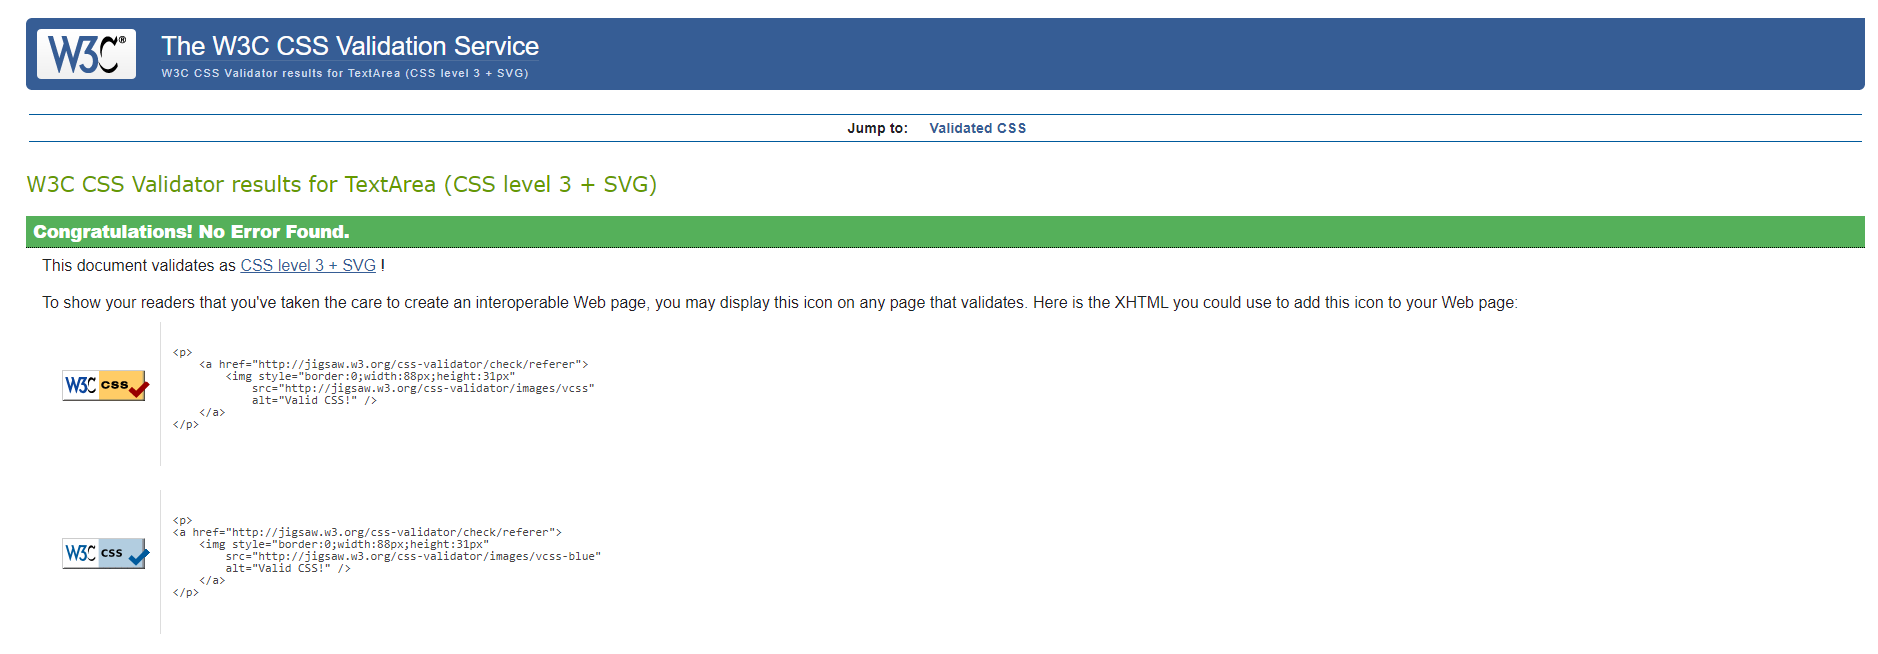 W3C®
The W3C CSS Validation Service
W3C CSS Validator results for TextArea (CSS level 3 + SVG)
Jump to: Validated CSS
W3C CSS Validator results for TextArea (CSS level 3 + SVG)
Congratulations! No Error Found.
This document validates as CSS level 3 + SVG !
To show your readers that you've taken the care to create an interoperable Web page, you may display this icon on any page that validates. Here is the XHTML you could use to add this icon to your Web page:
W3C css
<p>
    <a href="http://jigsaw.w3.org/css-validator/check/referer">
        <img style="border:0;width:88px;height:31px"
            src="http://jigsaw.w3.org/css-validator/images/vcss"
            alt="Valid CSS!" />
    </a>
</p>
W3C css
<p>
<a href="http://jigsaw.w3.org/css-validator/check/referer">
    <img style="border:0;width:88px;height:31px"
        src="http://jigsaw.w3.org/css-validator/images/vcss-blue"
        alt="Valid CSS!" />
    </a>
</p>